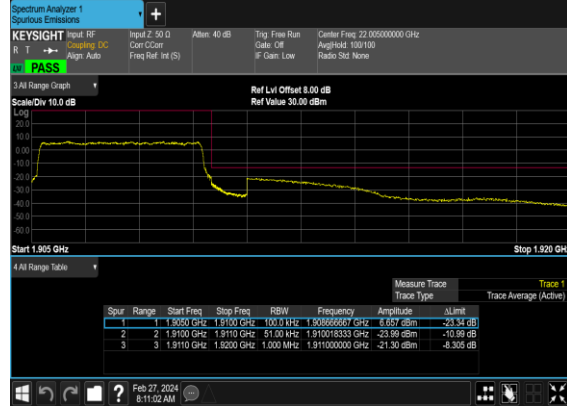 Spectrum Analyzer 1
Spurious Emissions
+
KEYSIGHT Input: RF Input Z: 50 Ω Atten: 40 dB Trig: Free Run Center Freq: 22.005000000 GHz
R T Coupling: DC Corr CCorr Gate: Off Avg|Hold: 100/100
Align: Auto Freq Ref: Int (S) IF Gain: Low Radio Std: None
PASS
3 All Range Graph Ref Lvl Offset 8.00 dB
Scale/Div 10.0 dB Ref Value 30.00 dBm
Log
20.0
10.0
0.00
-10.0
-20.0
-30.0
-40.0
-50.0
-60.0
Start 1.905 GHz Stop 1.920 GH
4 All Range Table
Measure Trace Trace 1
Trace Type Trace Average (Active)
Spur Range Start Freq Stop Freq RBW Frequency Amplitude ΔLimit
1 1 1.9050 GHz 1.9100 GHz 100.0 kHz 1.908666667 GHz 6.657 dBm -23.34 dB
2 2 1.9100 GHz 1.9110 GHz 51.00 kHz 1.910018333 GHz -23.99 dBm -10.99 dB
3 3 1.9110 GHz 1.9200 GHz 1.000 MHz 1.911000000 GHz -21.30 dBm -8.305 dB
? Feb 27, 2024
8:11:02 AM